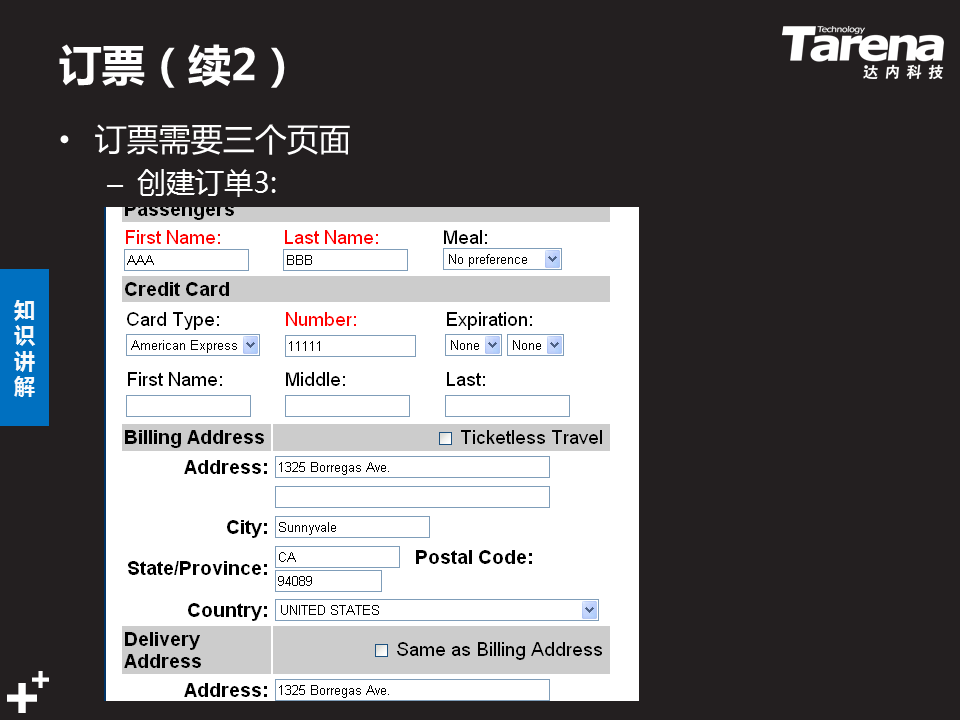 订票（续2）
Technology
Tarena
达内科技
• 订票需要三个页面
– 创建订单3:
知识讲解
Passengers
First Name: Last Name: Meal:
AAA BBB No preference
Credit Card
Card Type: Number: Expiration:
American Express 11111 None None
First Name: Middle: Last:
Billing Address Ticketless Travel
Address: 1325 Borregas Ave.
City: Sunnyvale
State/Province: CA Postal Code:
94089
Country: UNITED STATES
Delivery Address Same as Billing Address
Address: 1325 Borregas Ave.